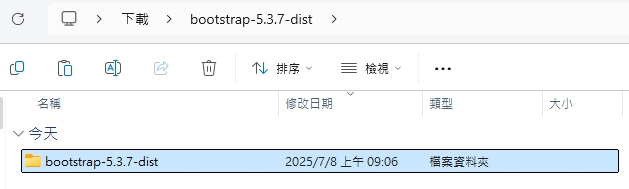 下載 bootstrap-5.3.7-dist
排序 檢視
名稱 修改日期 類型 大小
今天
bootstrap-5.3.7-dist 2025/7/8 上午 09:06 檔案資料夾